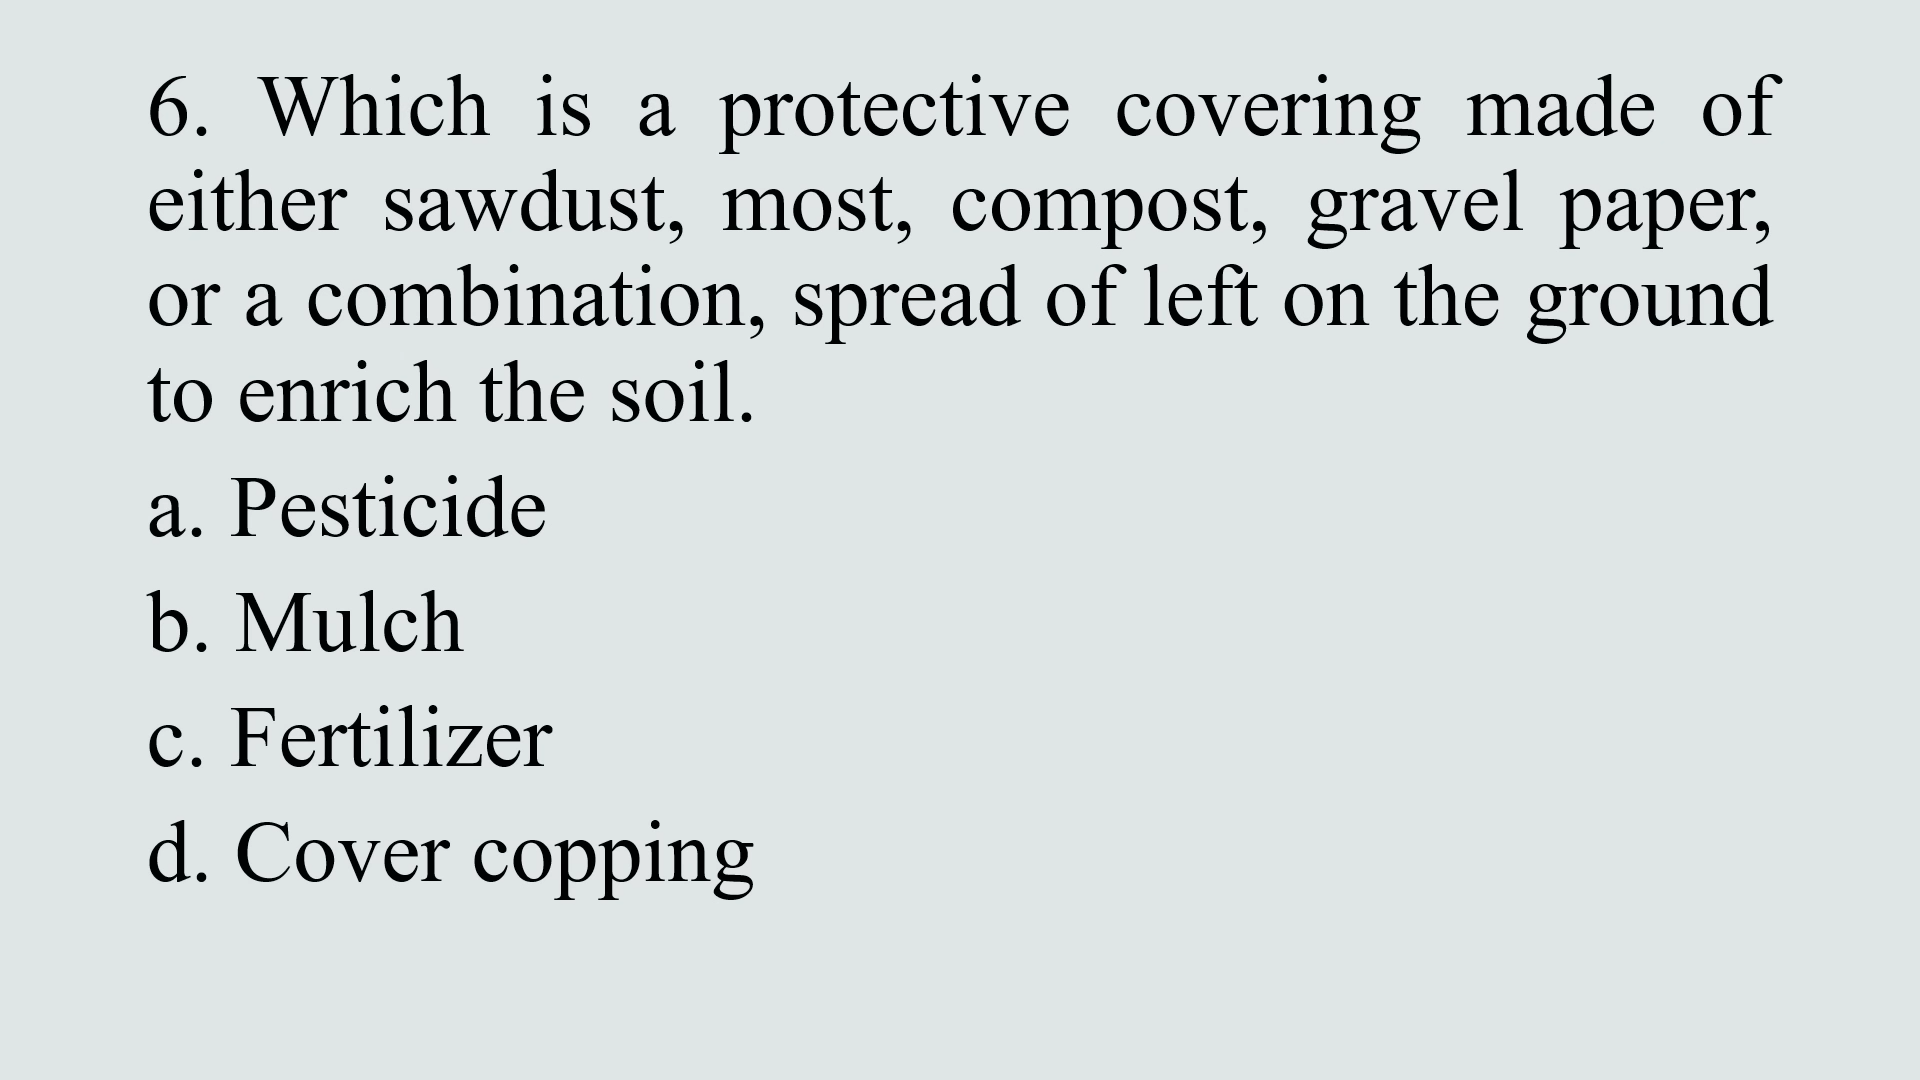 6. Which is a protective covering made of
either sawdust, most, compost, gravel paper,
or a combination, spread of left on the ground
to enrich the soil.
a. Pesticide
b. Mulch
c. Fertilizer
d. Cover copping